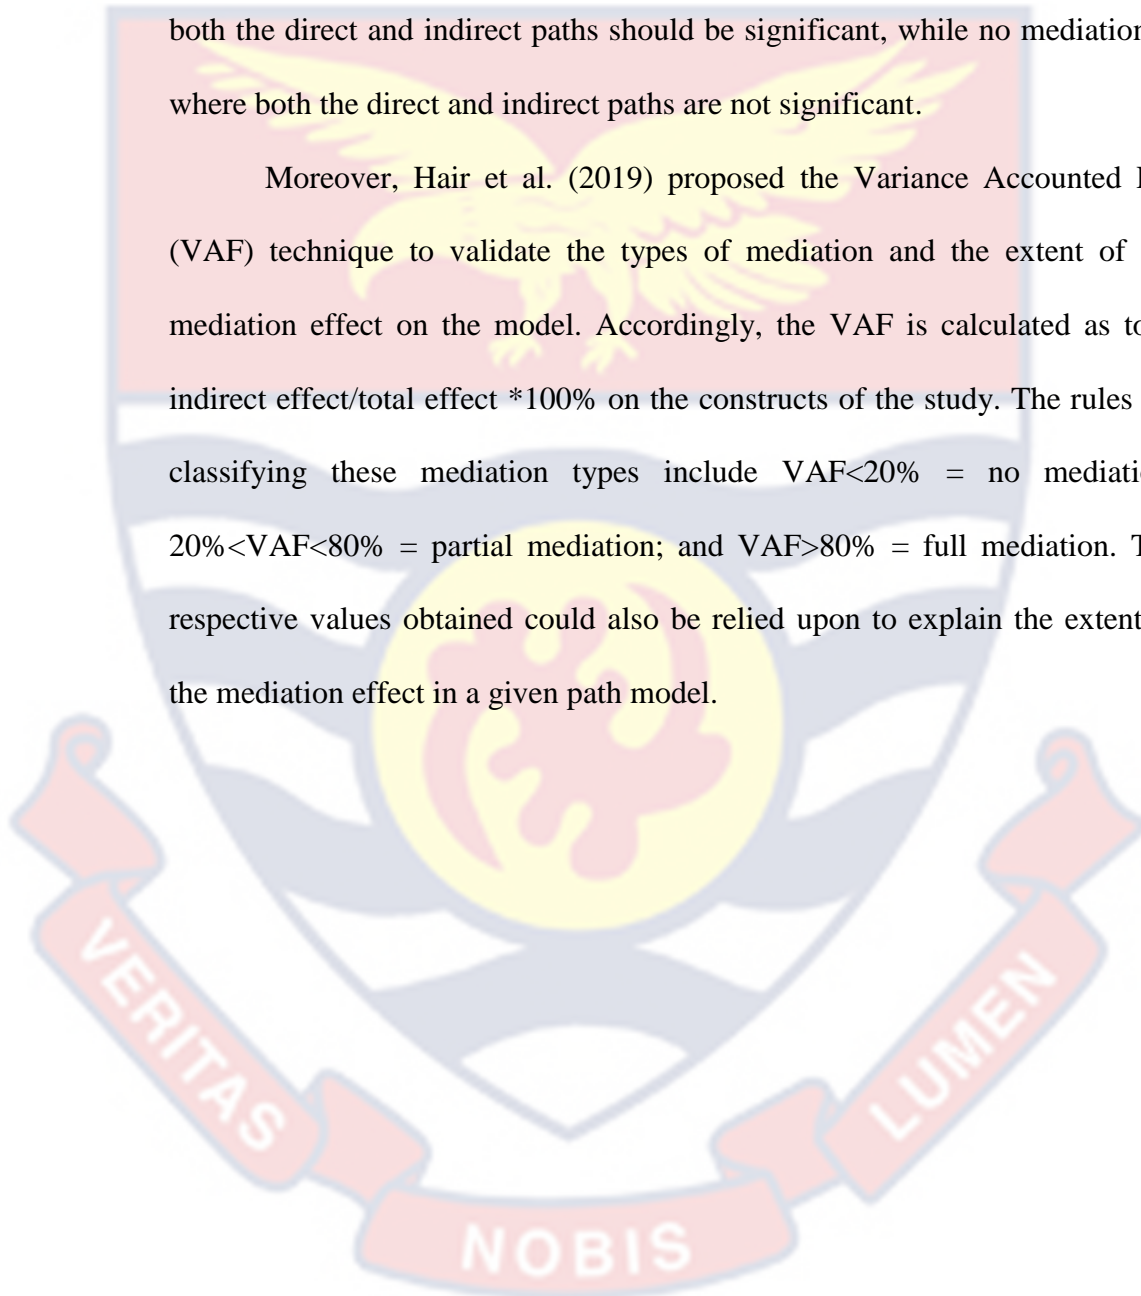 both the direct and indirect paths should be significant, while no mediation
where both the direct and indirect paths are not significant.
Moreover, Hair et al. (2019) proposed the Variance Accounted
(VAF) technique to validate the types of mediation and the extent of
mediation effect on the model. Accordingly, the VAF is calculated as
indirect effect/total effect *100% on the constructs of the study. The rules
classifying these mediation types include VAF<20% = no
20%<VAF<80% = partial mediation; and VAF>80% = full mediation.
respective values obtained could also be relied upon to explain the extent
the mediation effect in a given path model.
VERITAS
NOBIS
LUMEN